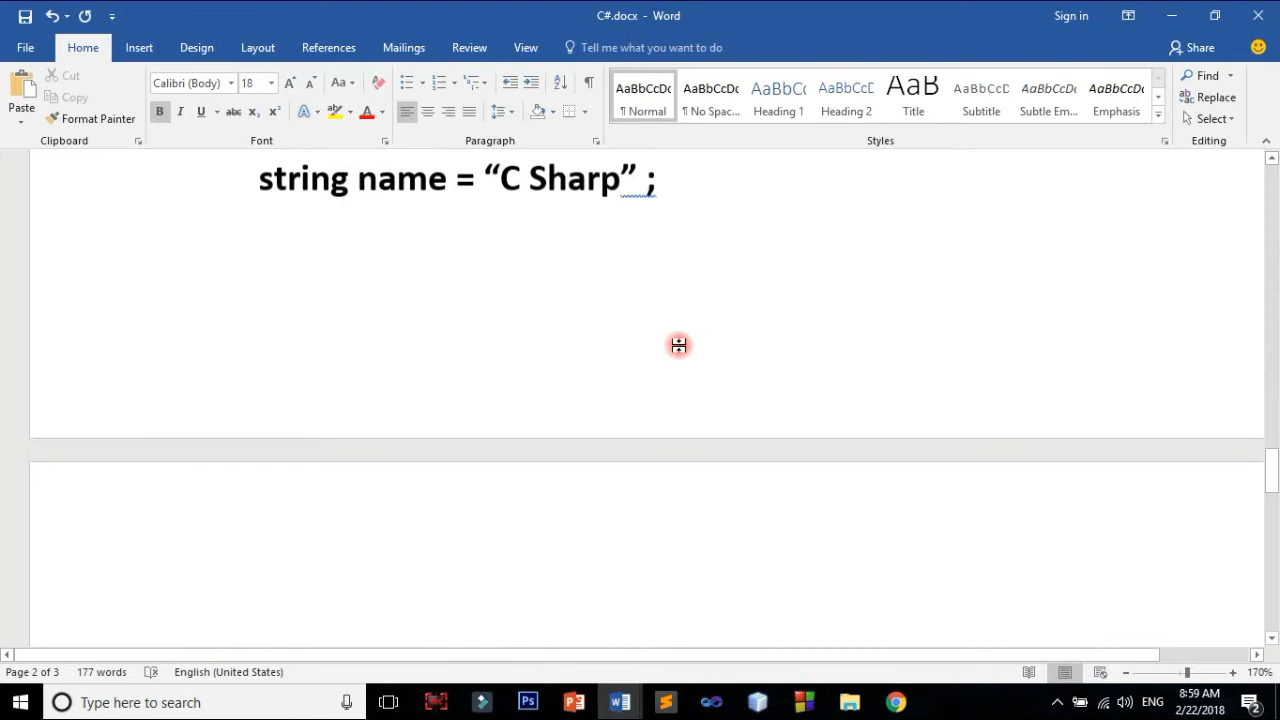 C#.docx - Word
Sign in
File Home Insert Design Layout References Mailings Review View Tell me what you want to do Share
Paste
Cut
Copy
Format Painter
Clipboard
Calibri (Body) 18
Font
Paragraph
AaBbCcDc AaBbCcDc AaBbC( AaBbCcD AaB AaBbCcD AaBbCcDc AaBbCcDc
¶ Normal ¶ No Spac... Heading 1 Heading 2 Title Subtitle Subtle Em... Emphasis
Styles
Find
Replace
Select
Editing
string name = “C Sharp” ;
Page 2 of 3 177 words English (United States) 170%
Type here to search
ENG
8:59 AM
2/22/2018
2